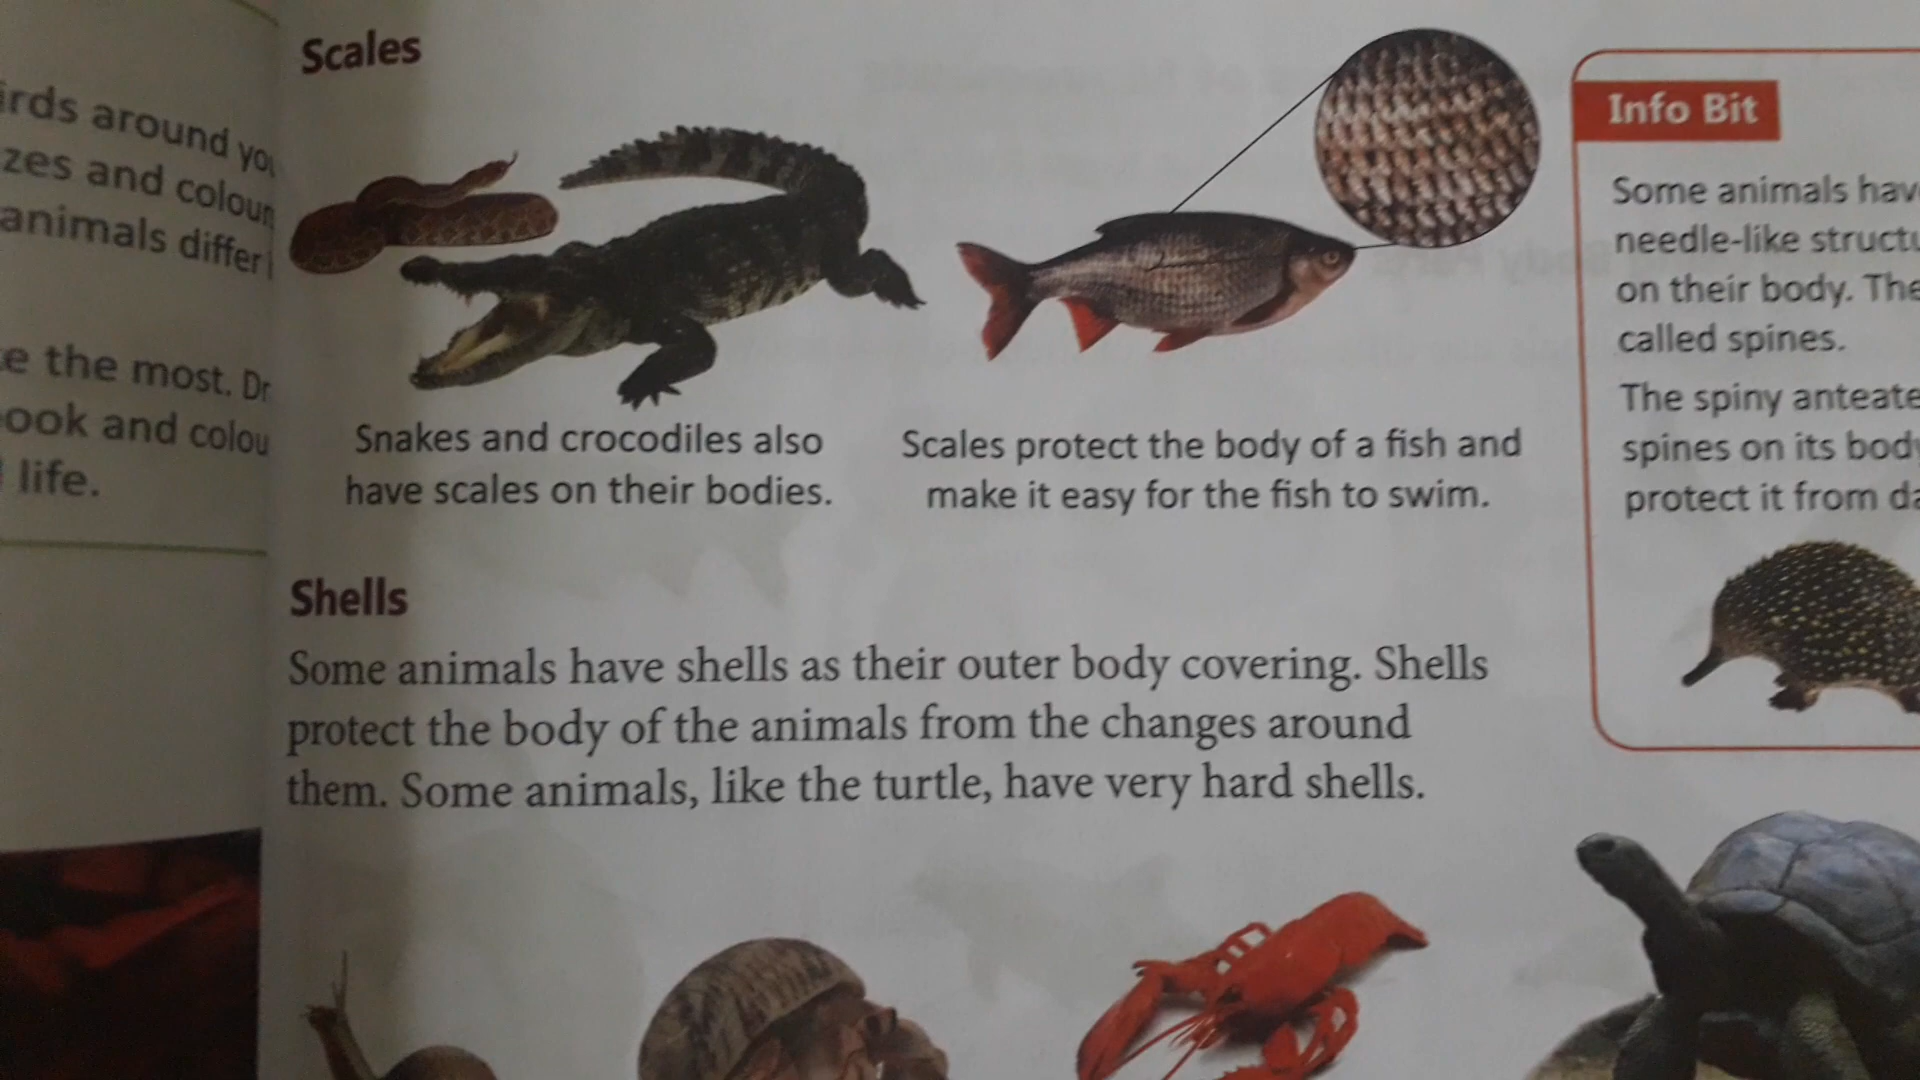 around you
zes and colour
animals differ
e the most. Dr
ook and colou
life.
Scales
Snakes and crocodiles also
have scales on their bodies.
Scales protect the body of a fish and
make it easy for the fish to swim.
Shells
Some animals have shells as their outer body covering. Shells
protect the body of the animals from the changes around
them. Some animals, like the turtle, have very hard shells.
Info Bit
Some animals hav
needle-like structu
on their body. The
called spines.
The spiny anteate
spines on its bod
protect it from da